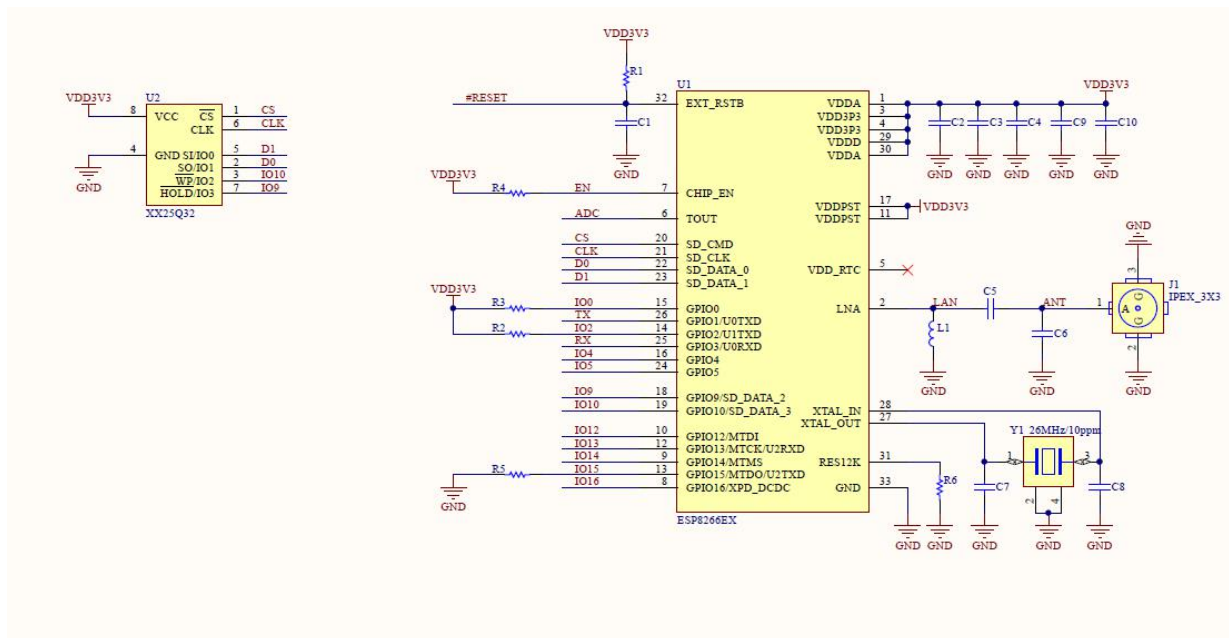 VDD3V3
R1
#RESET
C1
GND
U2
VDD3V3
8
VCC
CS
1
CS
CLK
6
CLK
4
GND
SI/IO0
5
D1
SO/IO1
2
D0
WP/IO2
3
IO10
HOLD/IO3
7
IO9
GND
XX25Q32
U1
32
EXT_RSTB
VDD3V3
R4
EN
7
CHIP_EN
ADC
6
TOUT
CS
20
SD_CMD
CLK
21
SD_CLK
D0
22
SD_DATA_0
D1
23
SD_DATA_1
VDD3V3
R3
IO0
15
GPIO0
TX
26
GPIO1/U0TXD
R2
IO2
14
GPIO2/U1TXD
RX
25
GPIO3/U0RXD
IO4
16
GPIO4
IO5
24
GPIO5
IO9
18
GPIO9/SD_DATA_2
IO10
19
GPIO10/SD_DATA_3
IO12
10
GPIO12/MTDI
IO13
12
GPIO13/MTCK/U2RXD
IO14
9
GPIO14/MTMS
R5
IO15
13
GPIO15/MTDO/U2TXD
IO16
8
GPIO16/XPD_DCDC
GND
ESP8266EX
VDDA
1
VDD3P3
3
VDD3P3
4
VDDD
29
VDDA
30
VDD3V3
C2
C3
C4
C9
C10
GND
GND
GND
GND
GND
VDDPST
17
VDD3V3
VDDPST
11
VDD_RTC
5
LNA
2
LAN
C5
ANT
L1
C6
GND
GND
GND
3
J1
IPEX_3X3
1
A
G
G
2
GND
XTAL_IN
28
XTAL_OUT
27
Y1 26MHz/10ppm
1
3
2
4
C7
C8
RES12K
31
R6
GND
33
GND
GND
GND
GND
GND